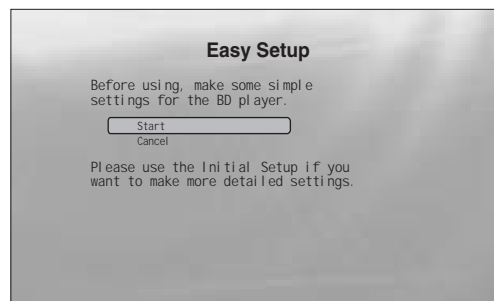 Easy Setup
Before using, make some simple
settings for the BD player.
Start
Cancel
Please use the Initial Setup if you
want to make more detailed settings.